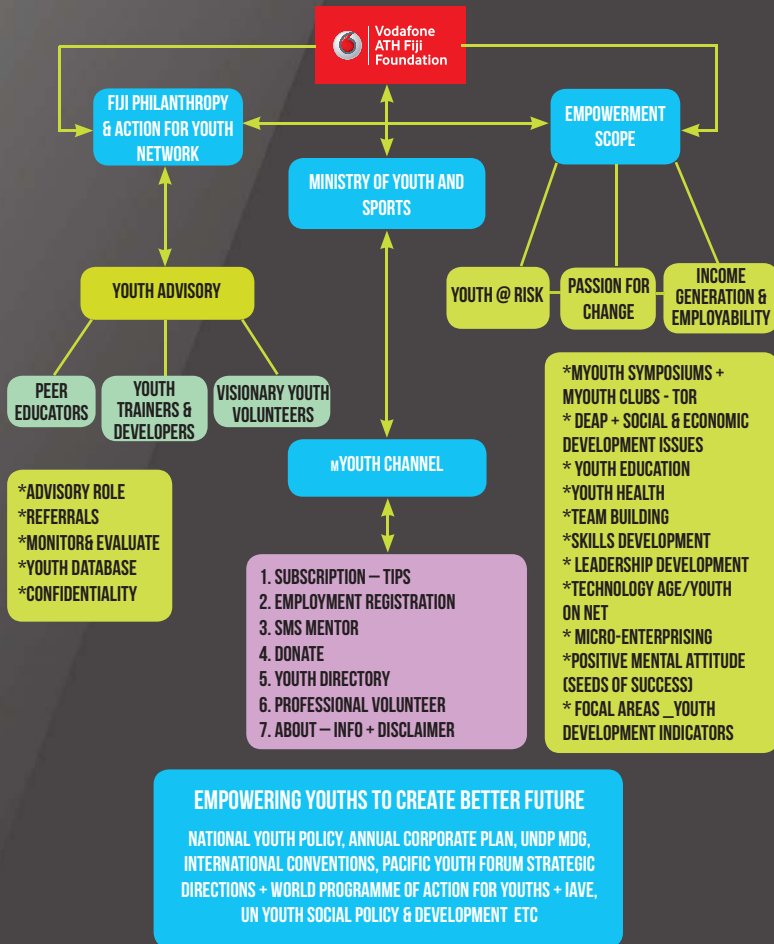 Vodafone
ATH Fiji
Foundation
FIJI PHILANTHROPY
& ACTION FOR YOUTH
NETWORK
EMPOWERMENT
SCOPE
MINISTRY OF YOUTH AND
SPORTS
YOUTH ADVISORY
YOUTH @ RISK
PASSION FOR
CHANGE
INCOME
GENERATION &
EMPLOYABILITY
PEER
EDUCATORS
YOUTH
TRAINERS &
DEVELOPERS
VISIONARY YOUTH
VOLUNTEERS
*ADVISORY ROLE
*REFERRALS
*MONITOR& EVALUATE
*YOUTH DATABASE
*CONFIDENTIALITY
MYOUTH CHANNEL
1. SUBSCRIPTION – TIPS
2. EMPLOYMENT REGISTRATION
3. SMS MENTOR
4. DONATE
5. YOUTH DIRECTORY
6. PROFESSIONAL VOLUNTEER
7. ABOUT – INFO + DISCLAIMER
*MYOUTH SYMPOSIUMS +
MYOUTH CLUBS - TOR
* DEAP + SOCIAL & ECONOMIC
DEVELOPMENT ISSUES
* YOUTH EDUCATION
*YOUTH HEALTH
*TEAM BUILDING
*SKILLS DEVELOPMENT
* LEADERSHIP DEVELOPMENT
*TECHNOLOGY AGE/YOUTH
ON NET
* MICRO-ENTERPRISING
*POSITIVE MENTAL ATTITUDE
(SEEDS OF SUCCESS)
* FOCAL AREAS _YOUTH
DEVELOPMENT INDICATORS
EMPOWERING YOUTHS TO CREATE BETTER FUTURE
NATIONAL YOUTH POLICY, ANNUAL CORPORATE PLAN, UNDP MDG,
INTERNATIONAL CONVENTIONS, PACIFIC YOUTH FORUM STRATEGIC
DIRECTIONS + WORLD PROGRAMME OF ACTION FOR YOUTHS + IAVE,
UN YOUTH SOCIAL POLICY & DEVELOPMENT ETC